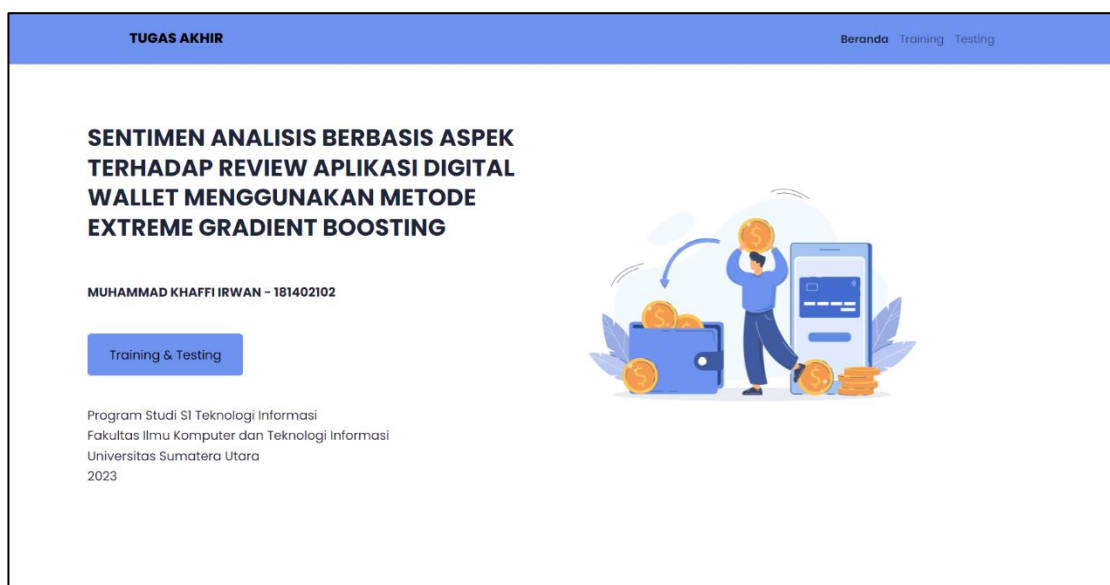 TUGAS AKHIR
Beranda Training Testing
SENTIMEN ANALISIS BERBASIS ASPEK
TERHADAP REVIEW APLIKASI DIGITAL
WALLET MENGGUNAKAN METODE
EXTREME GRADIENT BOOSTING
MUHAMMAD KHAFFI IRWAN - 181402102
Training & Testing
Program Studi S1 Teknologi Informasi
Fakultas Ilmu Komputer dan Teknologi Informasi
Universitas Sumatera Utara
2023